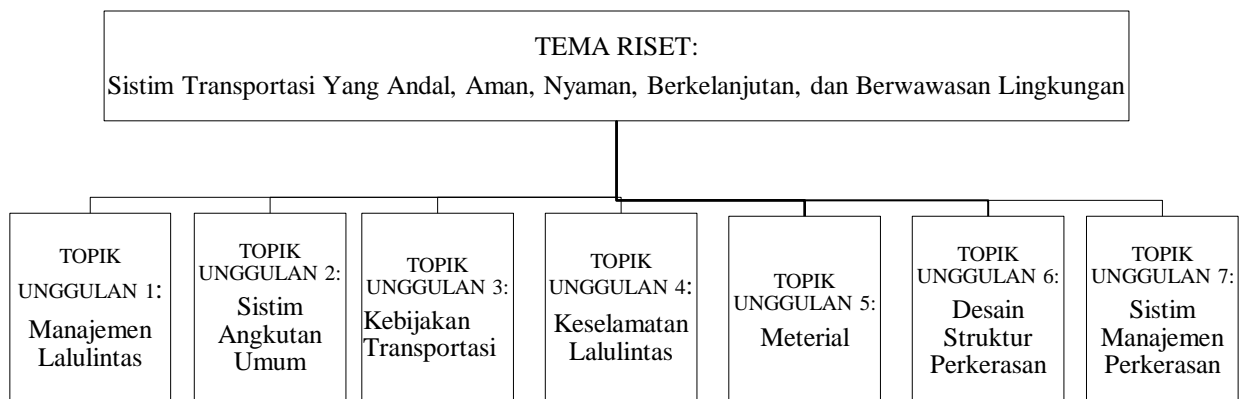 TEMA RISET:
Sistim Transportasi Yang Andal, Aman, Nyaman, Berkelanjutan, dan Berwawasan Lingkungan
TOPIK
UNGGULAN 1:
Manajemen
Lalulintas
TOPIK
UNGGULAN 2:
Sistim
Angkutan
Umum
TOPIK
UNGGULAN 3:
Kebijakan
Transportasi
TOPIK
UNGGULAN 4:
Keselamatan
Lalulintas
TOPIK
UNGGULAN 5:
Meterial
TOPIK
UNGGULAN 6:
Desain
Struktur
Perkerasan
TOPIK
UNGGULAN 7:
Sistim
Manajemen
Perkerasan